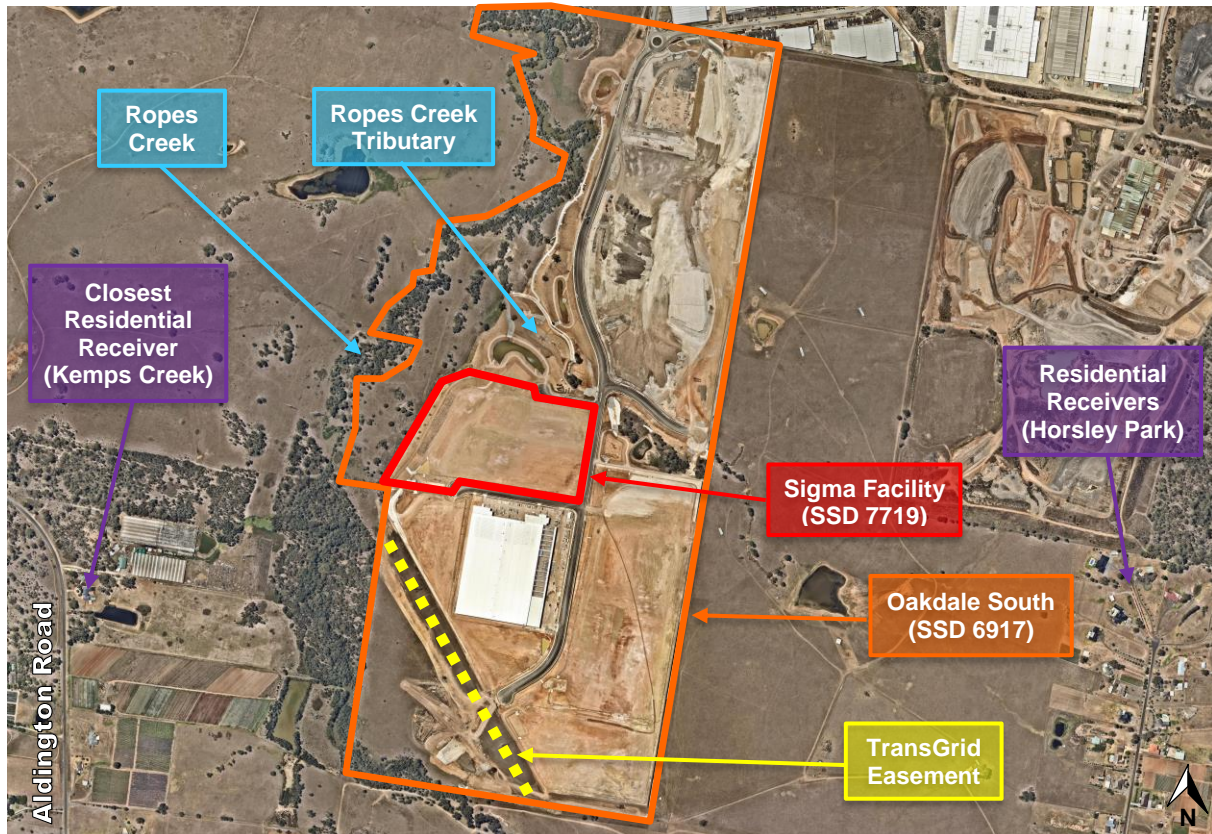 Ropes
Creek
Ropes Creek
Tributary
Closest
Residential
Receiver
(Kemps Creek)
Residential
Receivers
(Horsley Park)
Sigma Facility
(SSD 7719)
Oakdale South
(SSD 6917)
TransGrid
Easement
Aldington Road
N